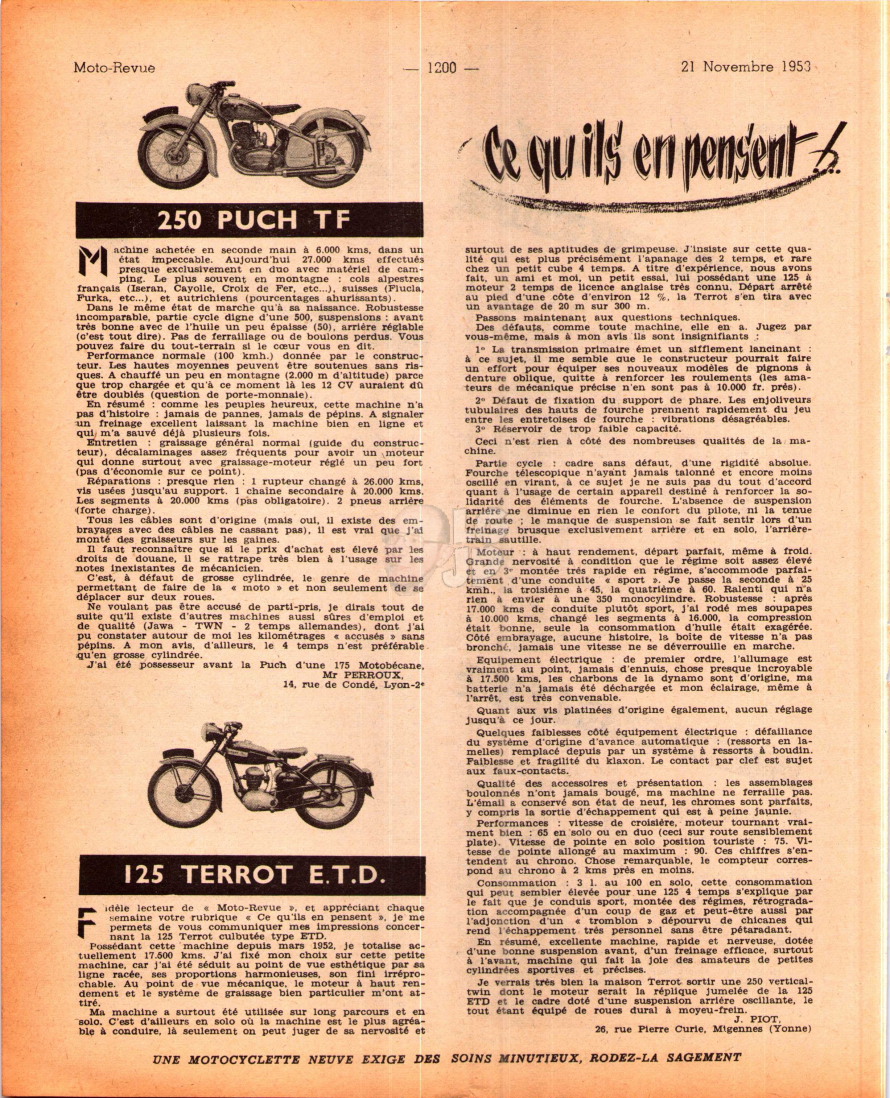 Moto-Revue
— 1200 —
21 Novembre 1953
250 PUCH TF
Machine achetée en seconde main à 6.000 kms, dans un
état impeccable. Aujourd'hui 27.000 kms effectués
presque exclusivement en duo avec matériel de cam-
ping. Le plus souvent en montagne : cols alpestres
français (Iseran, Cayolle, Croix de Fer, etc...), suisses (Flucla,
Furka, etc...), et autrichiens (pourcentages ahurissants).
Dans le même état de marche qu'à sa naissance. Robustesse
incomparable, partie cycle digne d'une 500, suspensions : avant
très bonne avec de l'huile un peu épaisse (50), arrière réglable
(c'est tout dire). Pas de ferraillage ou de boulons perdus. Vous
pouvez faire du tout-terrain si le cœur vous en dit.
Performance normale (100 kmh.) donnée par le construc-
teur. Les hautes moyennes peuvent être soutenues sans ris-
ques. A chauffé un peu en montagne (2.000 m d'altitude) parce
que trop chargée et qu'à ce moment là les 12 CV auraient dû
être doublés (question de porte-monnaie).
En résumé : comme les peuples heureux, cette machine n'a
pas d'histoire : jamais de pannes, jamais de pépins. A signaler
un freinage excellent laissant la machine bien en ligne et
qui m'a sauvé déjà plusieurs fois.
Entretien : graissage général normal (guide du construc-
teur), décalaminages assez fréquents pour avoir un moteur
qui donne surtout avec graissage-moteur réglé un peu fort
(pas d'économie sur ce point).
Réparations : presque rien : 1 rupteur changé à 26.000 kms,
vis usées jusqu'au support. 1 chaine secondaire à 20.000 kms.
Les segments à 20.000 kms (pas obligatoire). 2 pneus arrière
(forte charge).
Tous les câbles sont d'origine (mais oui, il existe des em-
brayages avec des câbles ne cassant pas), il est vrai que j'ai
monté des graisseurs sur les gaines.
Il faut reconnaître que si le prix d'achat est élevé par les
droits de douane, il se rattrape très bien à l'usage sur les
notes inexistantes de mécanicien.
C'est, à défaut de grosse cylindrée, le genre de machine
permettant de faire de la « moto » et non seulement de se
déplacer sur deux roues.
Ne voulant pas être accusé de parti-pris, je dirais tout de
suite qu'il existe d'autres machines aussi sûres d'emploi et
de qualité (Jawa - TWN - 2 temps allemandes), dont j'ai
pu constater autour de moi les kilométrages « accusés » sans
pépins. A mon avis, d'ailleurs, le 4 temps n'est préférable
qu'en grosse cylindrée.
J'ai été possesseur avant la Puch d'une 175 Motobécane,
Mr PERROUX,
14, rue de Condé, Lyon-2e
125 TERROT E.T.D.
Fidèle lecteur de « Moto-Revue », et appréciant chaque
semaine votre rubrique « Ce qu'ils en pensent », je me
permets de vous communiquer mes impressions concer-
nant la 125 Terrot culbutée type ETD.
Possédant cette machine depuis mars 1952, je totalise ac-
tuellement 17.500 kms. J'ai fixé mon choix sur cette petite
machine, car j'ai été séduit au point de vue esthétique par sa
ligne racée, ses proportions harmonieuses, son fini irrépro-
chable. Au point de vue mécanique, le moteur à haut ren-
dement et le système de graissage bien particulier m'ont at-
tiré.
Ma machine a surtout été utilisée sur long parcours et en
solo. C'est d'ailleurs en solo où la machine est le plus agréa-
ble à conduire, là seulement on peut juger de sa nervosité et
Ce qu'ils en pensent !...
surtout de ses aptitudes de grimpeuse. J'insiste sur cette qua-
lité qui est plus précisément l'apanage des 2 temps, et rare
chez un petit cube 4 temps. A titre d'expérience, nous avons
fait, un ami et moi, un petit essai, lui possédant une 125 à
moteur 2 temps de licence anglaise très connu. Départ arrêté
au pied d'une côte d'environ 12 %, la Terrot s'en tira avec
un avantage de 20 m sur 300 m.
Passons maintenant aux questions techniques.
Des défauts, comme toute machine, elle en a. Jugez par
vous-même, mais à mon avis ils sont insignifiants :
1° La transmission primaire émet un sifflement lancinant :
à ce sujet, il me semble que le constructeur pourrait faire
un effort pour équiper ses nouveaux modèles de pignons à
denture oblique, quitte à renforcer les roulements (les ama-
teurs de mécanique précise n'en sont pas à 10.000 fr. près).
2° Défaut de fixation du support de phare. Les enjoliveurs
tubulaires des hauts de fourche prennent rapidement du jeu
entre les entretoises de fourche : vibrations désagréables.
3° Réservoir de trop faible capacité.
Ceci n'est rien à côté des nombreuses qualités de la ma-
chine.
Partie cycle : cadre sans défaut, d'une rigidité absolue.
Fourche télescopique n'ayant jamais talonné et encore moins
oscillé en virant, à ce sujet je ne suis pas du tout d'accord
quant à l'usage de certain appareil destiné à renforcer la so-
lidarité des éléments de fourche. L'absence de suspension
arrière ne diminue en rien le confort du pilote, ni la tenue
de route ; le manque de suspension se fait sentir lors d'un
freinage brusque exclusivement arrière et en solo, l'arrière-
train sautille.
Moteur : à haut rendement, départ parfait, même à froid.
Grande nervosité à condition que le régime soit assez élevé
et en 3e montée très rapide en régime, s'accommode parfai-
tement d'une conduite « sport ». Je passe la seconde à 25
kmh., la troisième à 45, la quatrième à 60. Ralenti qui n'a
rien à envier à une 350 monocylindre. Robustesse : après
17.000 kms de conduite plutôt sport, j'ai rodé mes soupapes
à 10.000 kms, changé les segments à 16.000, la compression
était bonne, seule la consommation d'huile était exagérée.
Côté embrayage, aucune histoire, la boîte de vitesse n'a pas
bronché, jamais une vitesse ne se déverrouille en marche.
Equipement électrique : de premier ordre, l'allumage est
vraiment au point, jamais d'ennuis, chose presque incroyable
à 17.500 kms, les charbons de la dynamo sont d'origine, ma
batterie n'a jamais été déchargée et mon éclairage, même à
l'arrêt, est très convenable.
Quant aux vis platinées d'origine également, aucun réglage
jusqu'à ce jour.
Quelques faiblesses côté équipement électrique : défaillance
du système d'origine d'avance automatique : (ressorts en la-
melles) remplacé depuis par un système à ressorts à boudin.
Faiblesse et fragilité du klaxon. Le contact par clef est sujet
aux faux-contacts.
Qualité des accessoires et présentation : les assemblages
boulonnés n'ont jamais bougé, ma machine ne ferraille pas.
L'émail a conservé son état de neuf, les chromes sont parfaits,
y compris la sortie d'échappement qui est à peine jaunie.
Performances : vitesse de croisière, moteur tournant vrai-
ment bien : 65 en solo ou en duo (ceci sur route sensiblement
plate). Vitesse de pointe en solo position touriste : 75. Vi-
tesse de pointe allongé au maximum : 90. Ces chiffres s'en-
tendent au chrono. Chose remarquable, le compteur corres-
pond au chrono à 2 kms près en moins.
Consommation : 3 l. au 100 en solo, cette consommation
qui peut sembler élevée pour une 125 4 temps s'explique par
le fait que je conduis sport, montée des régimes, rétrograda-
tion accompagnée d'un coup de gaz et peut-être aussi par
l'adjonction d'un « tromblon » dépourvu de chicanes qui
rend l'échappement très personnel sans être pétaradant.
En résumé, excellente machine, rapide et nerveuse, dotée
d'une bonne suspension avant, d'un freinage efficace, surtout
à l'avant, machine qui fait la joie des amateurs de petites
cylindrées sportives et précises.
Je verrais très bien la maison Terrot sortir une 250 vertical-
twin dont le moteur serait la réplique jumelée de la 125
ETD et le cadre doté d'une suspension arrière oscillante, le
tout étant équipé de roues dural à moyeu-frein.
J. PIOT,
26, rue Pierre Curie, Migennes (Yonne)
UNE MOTOCYCLETTE NEUVE EXIGE DES SOINS MINUTIEUX, RODEZ-LA SAGEMENT